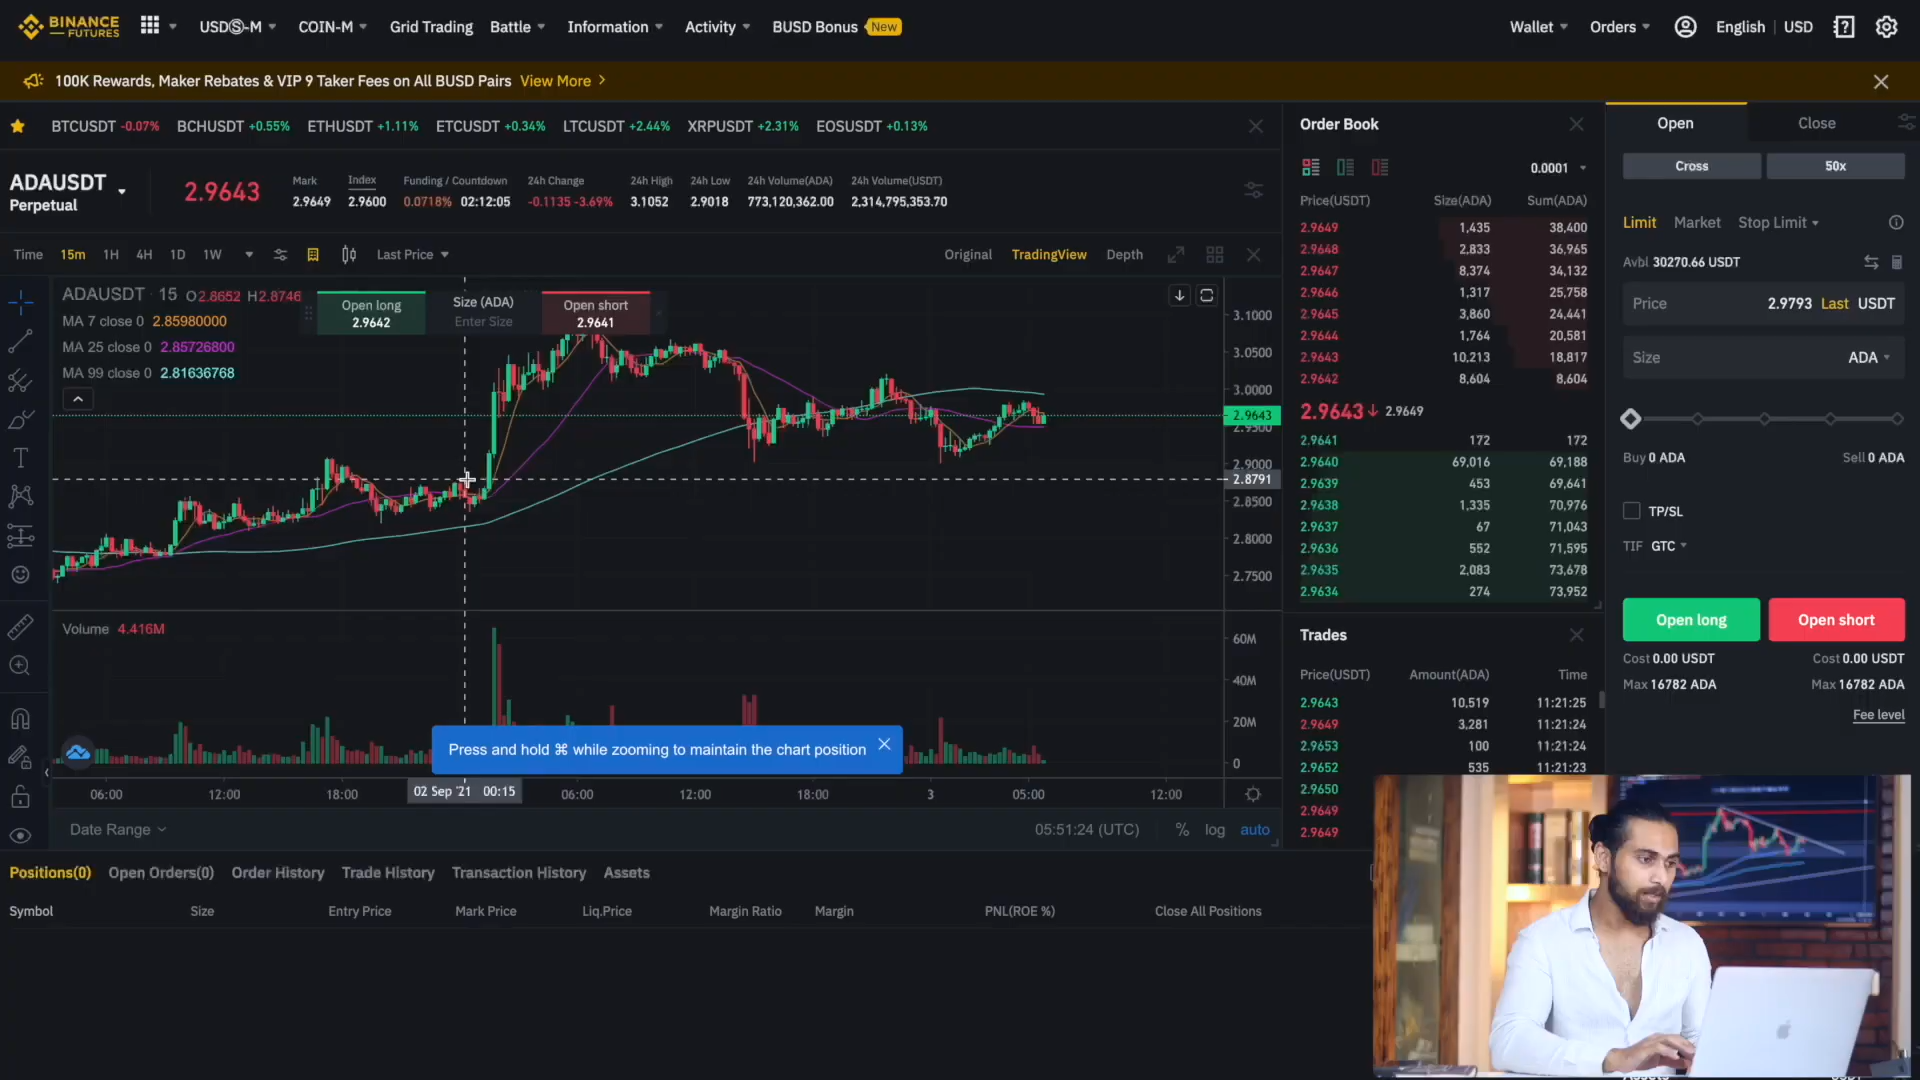 BINANCE FUTURES USDⓈ-M COIN-M Grid Trading Battle Information Activity BUSD Bonus New Wallet Orders English USD
100K Rewards, Maker Rebates & VIP 9 Taker Fees on All BUSD Pairs View More
BTCUSDT -0.07% BCHUSDT +0.55% ETHUSDT +1.11% ETCUSDT +0.34% LTCUSDT +2.44% XRPUSDT +2.31% EOSUSDT +0.13%
ADAUSDT
Perpetual
2.9643
Mark Index Funding / Countdown 24h Change 24h High 24h Low 24h Volume(ADA) 24h Volume(USDT)
2.9649 2.9600 0.0718% 02:12:05 -0.1135 -3.69% 3.1052 2.9018 773,120,362.00 2,314,795,353.70
Time 15m 1H 4H 1D 1W Last Price Original TradingView Depth
ADAUSDT · 15 O2.8652 H2.8746
MA 7 close 0 2.85980000
MA 25 close 0 2.85726800
MA 99 close 0 2.81636768
Open long
2.9642
Size (ADA)
Enter Size
Open short
2.9641
3.1000
3.0500
3.0000
2.9643
2.9500
2.9000
2.8791
2.8500
2.8000
2.7500
Volume 4.416M
60M
40M
20M
0
Press and hold ⌘ while zooming to maintain the chart position
06:00 12:00 18:00 02 Sep '21 00:15 06:00 12:00 18:00 3 05:00 12:00
Date Range 05:51:24 (UTC) % log auto
Positions(0) Open Orders(0) Order History Trade History Transaction History Assets
Symbol Size Entry Price Mark Price Liq.Price Margin Ratio Margin PNL(ROE %) Close All Positions
Order Book
0.0001
Price(USDT) Size(ADA) Sum(ADA)
2.9649 1,435 38,400
2.9648 2,833 36,965
2.9647 8,374 34,132
2.9646 1,317 25,758
2.9645 3,860 24,441
2.9644 1,764 20,581
2.9643 10,213 18,817
2.9642 8,604 8,604
2.9643↓ 2.9649
2.9641 172 172
2.9640 69,016 69,188
2.9639 453 69,641
2.9638 1,335 70,976
2.9637 67 71,043
2.9636 552 71,595
2.9635 2,083 73,678
2.9634 274 73,952
Trades
Price(USDT) Amount(ADA) Time
2.9643 10,519 11:21:25
2.9649 3,281 11:21:24
2.9653 100 11:21:24
2.9652 535 11:21:23
2.9650
2.9649
2.9649
Open Close
Cross 50x
Limit Market Stop Limit
Avbl 30270.66 USDT
Price 2.9793 Last USDT
Size ADA
Buy 0 ADA Sell 0 ADA
TP/SL
TIF GTC
Open long Open short
Cost 0.00 USDT Cost 0.00 USDT
Max 16782 ADA Max 16782 ADA
Fee level